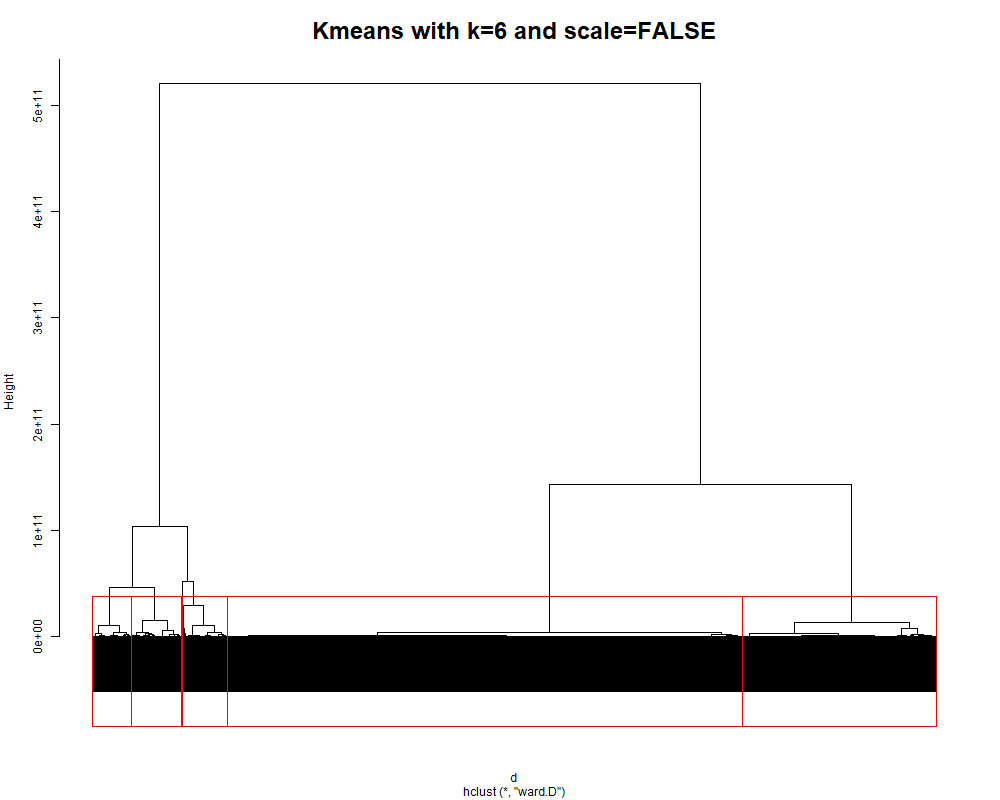 Kmeans with k=6 and scale=FALSE
5e+11
4e+11
3e+11
2e+11
1e+11
0e+00
Height
d
hclust (*, "ward.D")